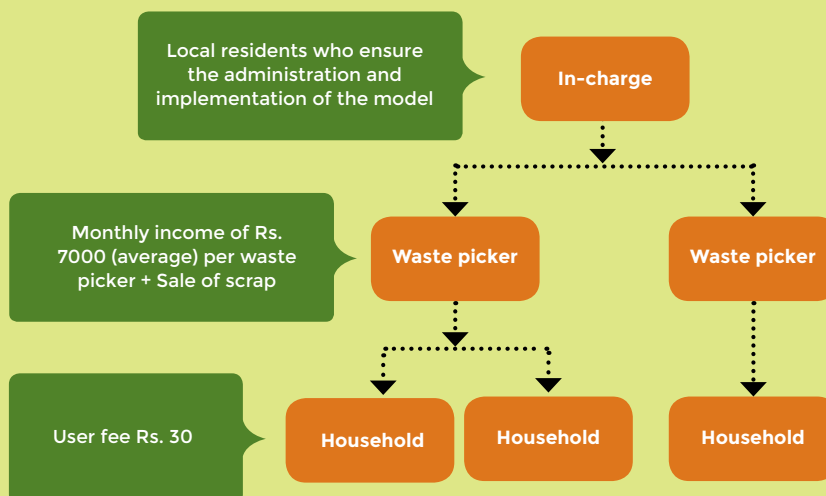 Local residents who ensure
the administration and
implementation of the model
In-charge
Monthly income of Rs.
7000 (average) per waste
picker + Sale of scrap
Waste picker
Waste picker
User fee Rs. 30
Household
Household
Household